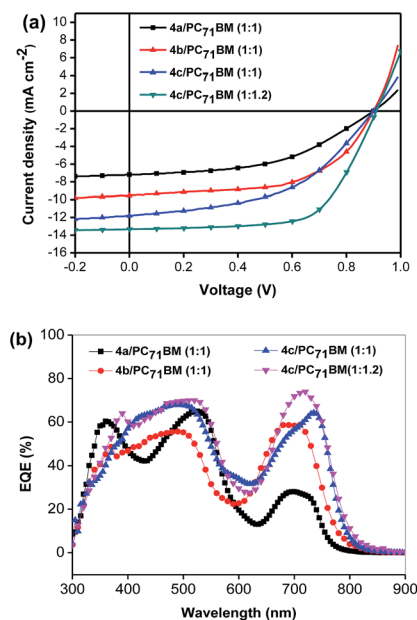 (a)
4a/PC71BM (1:1)
4b/PC71BM (1:1)
4c/PC71BM (1:1)
4c/PC71BM (1:1.2)
Current density (mA cm-2)
10
8
6
4
2
0
-2
-4
-6
-8
-10
-12
-14
-16
-0.2 0.0 0.2 0.4 0.6 0.8 1.0
Voltage (V)
(b)
4a/PC71BM (1:1) 4c/PC71BM (1:1)
4b/PC71BM (1:1) 4c/PC71BM(1:1.2)
EQE (%)
100
80
60
40
20
0
300 400 500 600 700 800 900
Wavelength (nm)